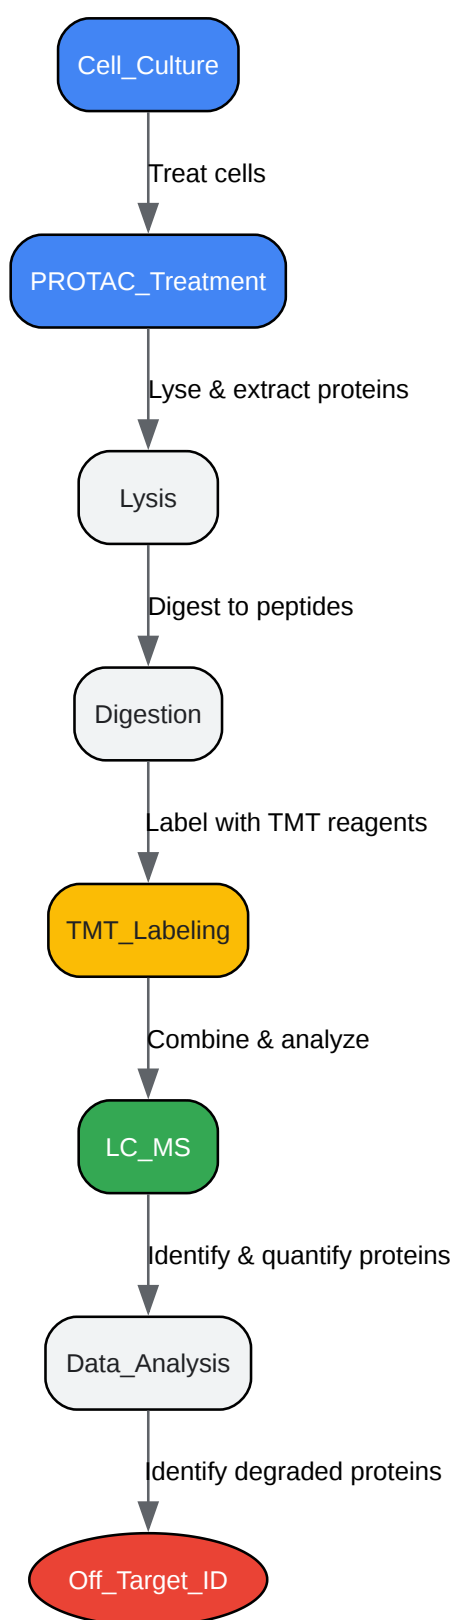 Cell_Culture
Treat cells
PROTAC_Treatment
Lyse & extract proteins
Lysis
Digest to peptides
Digestion
Label with TMT reagents
TMT_Labeling
Combine & analyze
LC_MS
Identify & quantify proteins
Data_Analysis
Identify degraded proteins
Off_Target_ID